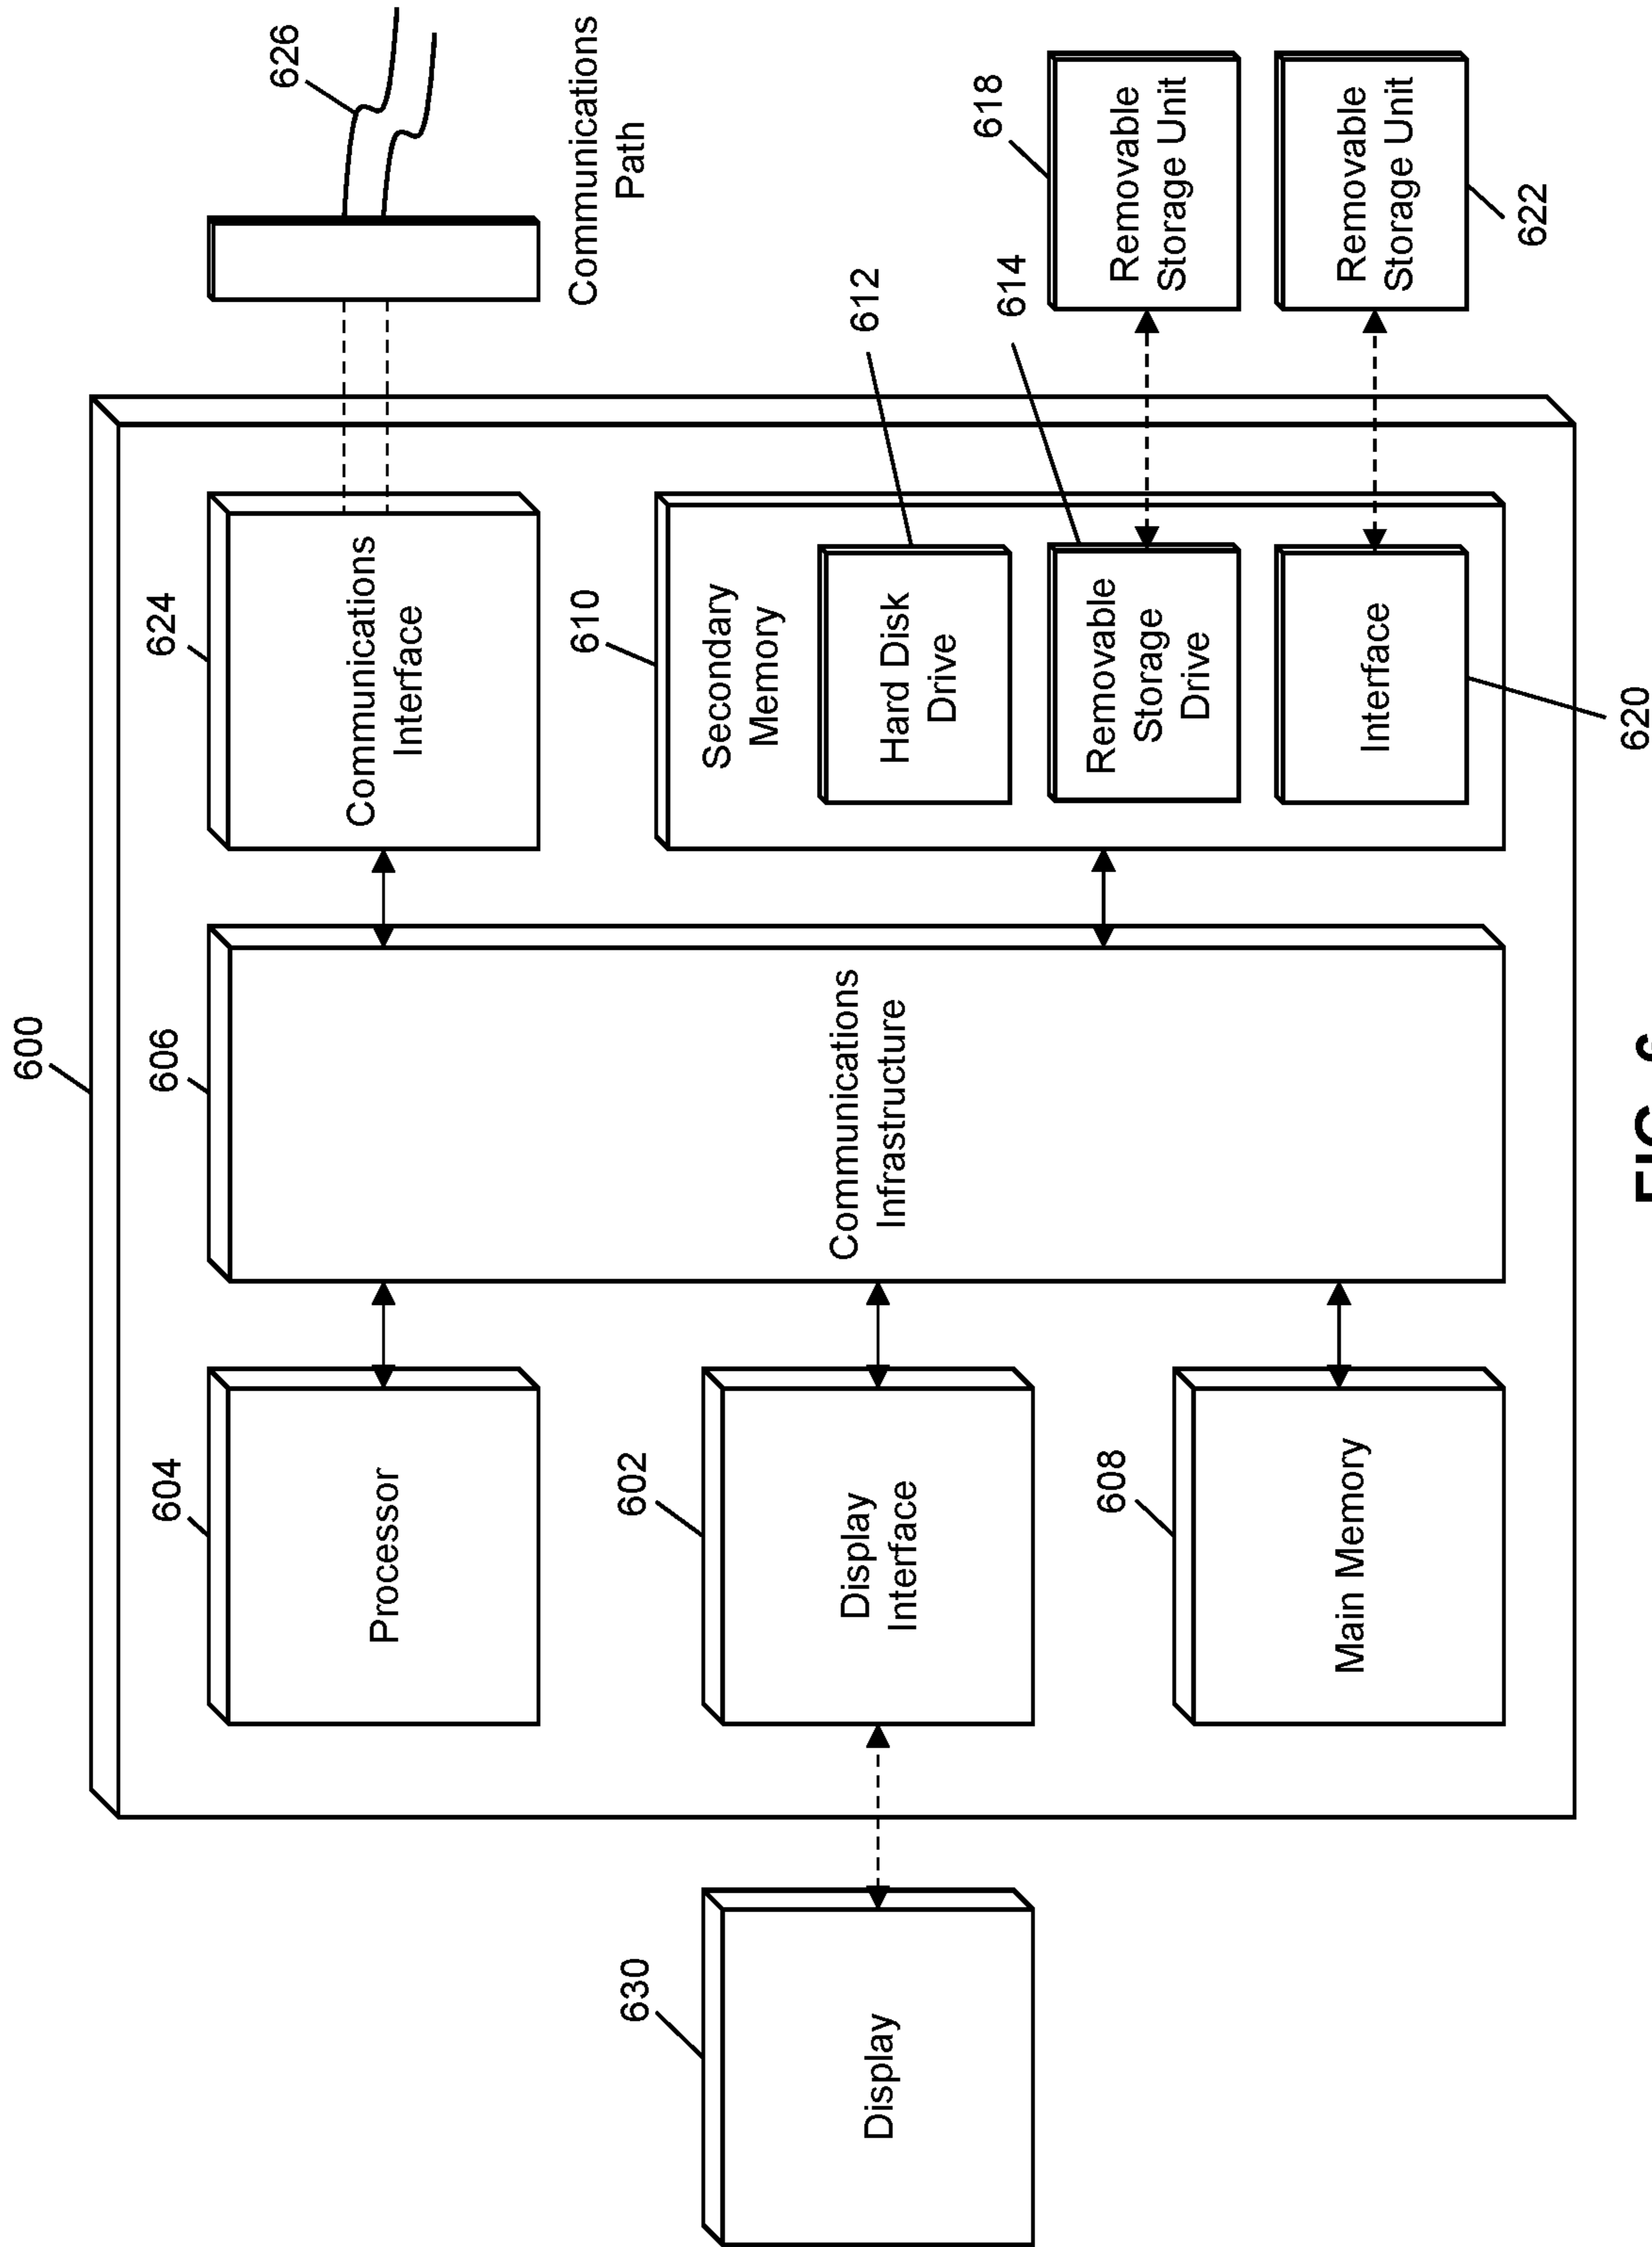 600
604
Processor
606
Communications
Infrastructure
624
Communications
Interface
626
Communications
Path
630
Display
602
Display
Interface
608
Main Memory
610
Secondary
Memory
612
Hard Disk
Drive
614
Removable
Storage
Drive
618
Removable
Storage Unit
Interface
620
Removable
Storage Unit
622